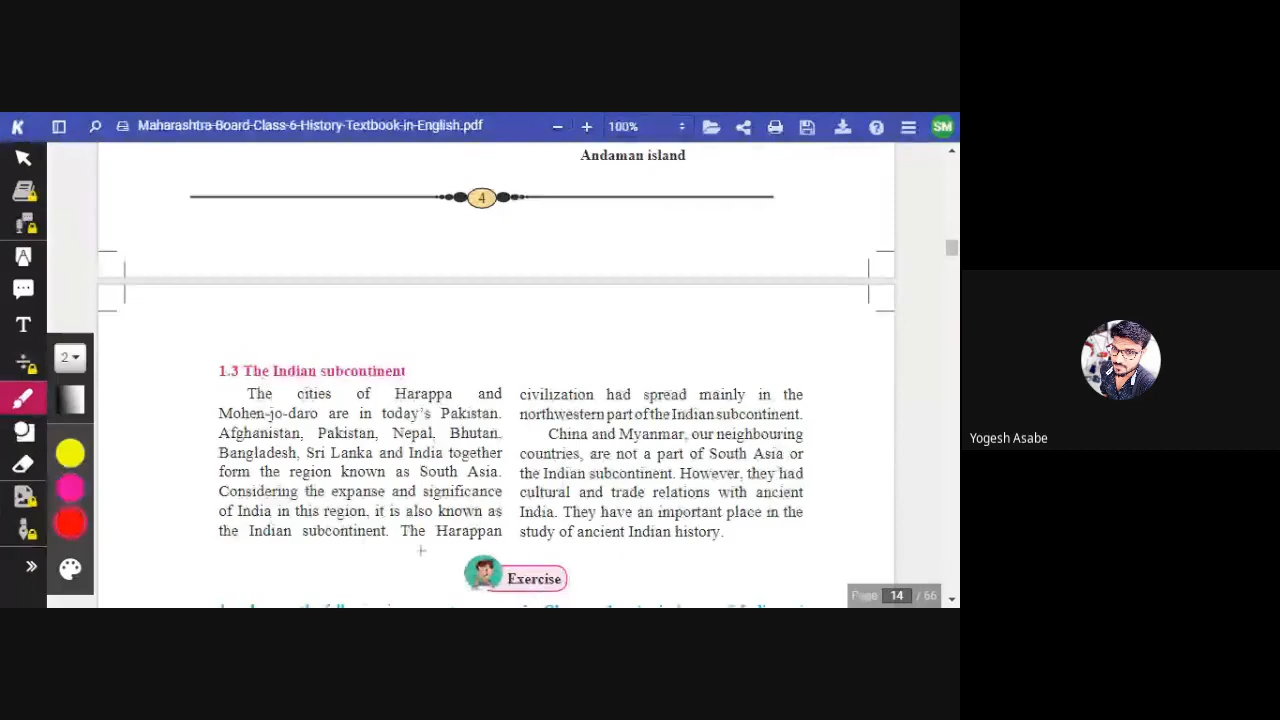 K
Maharashtra-Board-Class-6-History-Textbook-in-English.pdf
100%
SM
Andaman island
4
1.3 The Indian subcontinent
The cities of Harappa and
Mohen-jo-daro are in today's Pakistan.
Afghanistan, Pakistan, Nepal, Bhutan.
Bangladesh, Sri Lanka and India together
form the region known as South Asia.
Considering the expanse and significance
of India in this region, it is also known as
the Indian subcontinent. The Harappan
civilization had spread mainly in the
northwestern part of the Indian subcontinent.
China and Myanmar, our neighbouring
countries, are not a part of South Asia or
the Indian subcontinent. However, they had
cultural and trade relations with ancient
India. They have an important place in the
study of ancient Indian history.
Exercise
T
2
Page 14 / 66
Yogesh Asabe